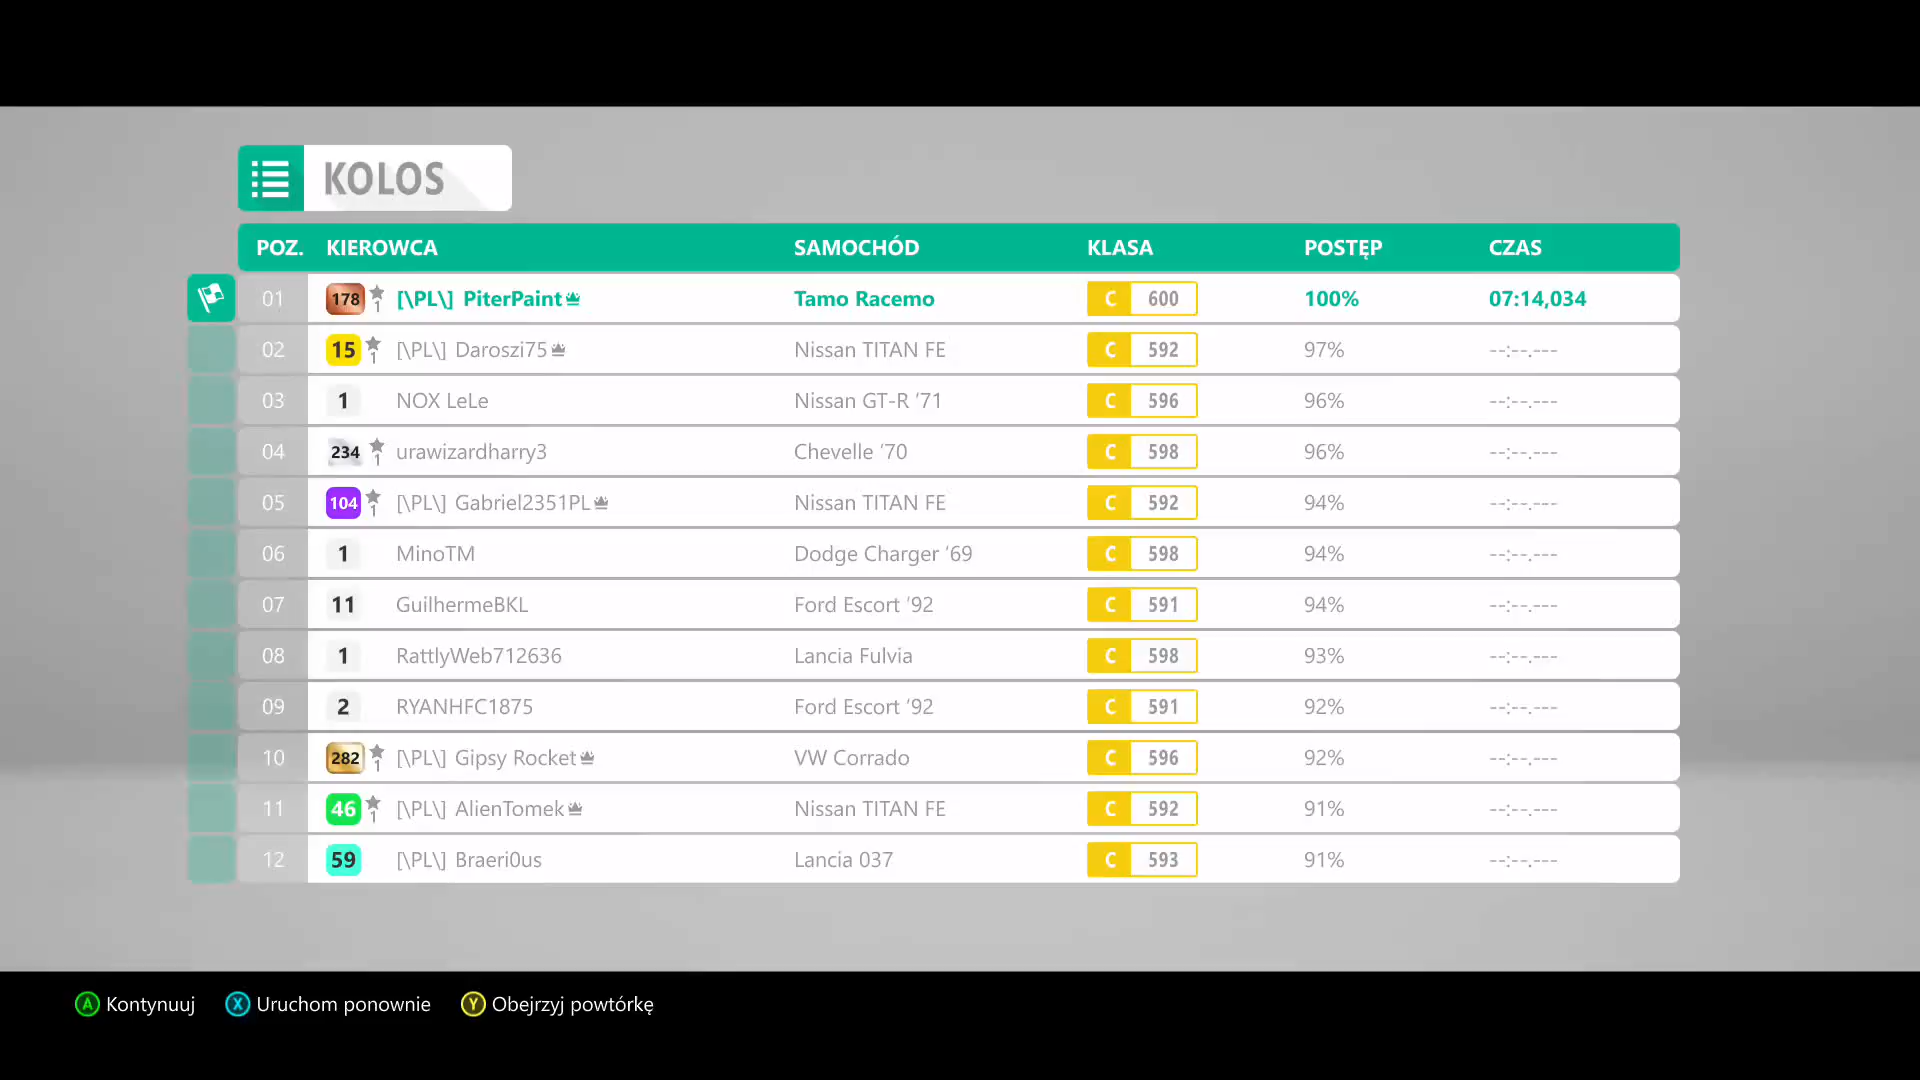 KOLOS
POZ. KIEROWCA SAMOCHÓD KLASA POSTĘP CZAS
01 178 1 [\PL\] PiterPaint Tamo Racemo C 600 100% 07:14,034
02 15 1 [\PL\] Daroszi75 Nissan TITAN FE C 592 97% --:--.---
03 1 NOX LeLe Nissan GT-R '71 C 596 96% --:--.---
04 234 1 urawizardharry3 Chevelle '70 C 598 96% --:--.---
05 104 1 [\PL\] Gabriel2351PL Nissan TITAN FE C 592 94% --:--.---
06 1 MinoTM Dodge Charger '69 C 598 94% --:--.---
07 11 GuilhermeBKL Ford Escort '92 C 591 94% --:--.---
08 1 RattlyWeb712636 Lancia Fulvia C 598 93% --:--.---
09 2 RYANHFC1875 Ford Escort '92 C 591 92% --:--.---
10 282 1 [\PL\] Gipsy Rocket VW Corrado C 596 92% --:--.---
11 46 1 [\PL\] AlienTomek Nissan TITAN FE C 592 91% --:--.---
12 59 [\PL\] Braeri0us Lancia 037 C 593 91% --:--.---
A Kontynuuj X Uruchom ponownie Y Obejrzyj powtórkę